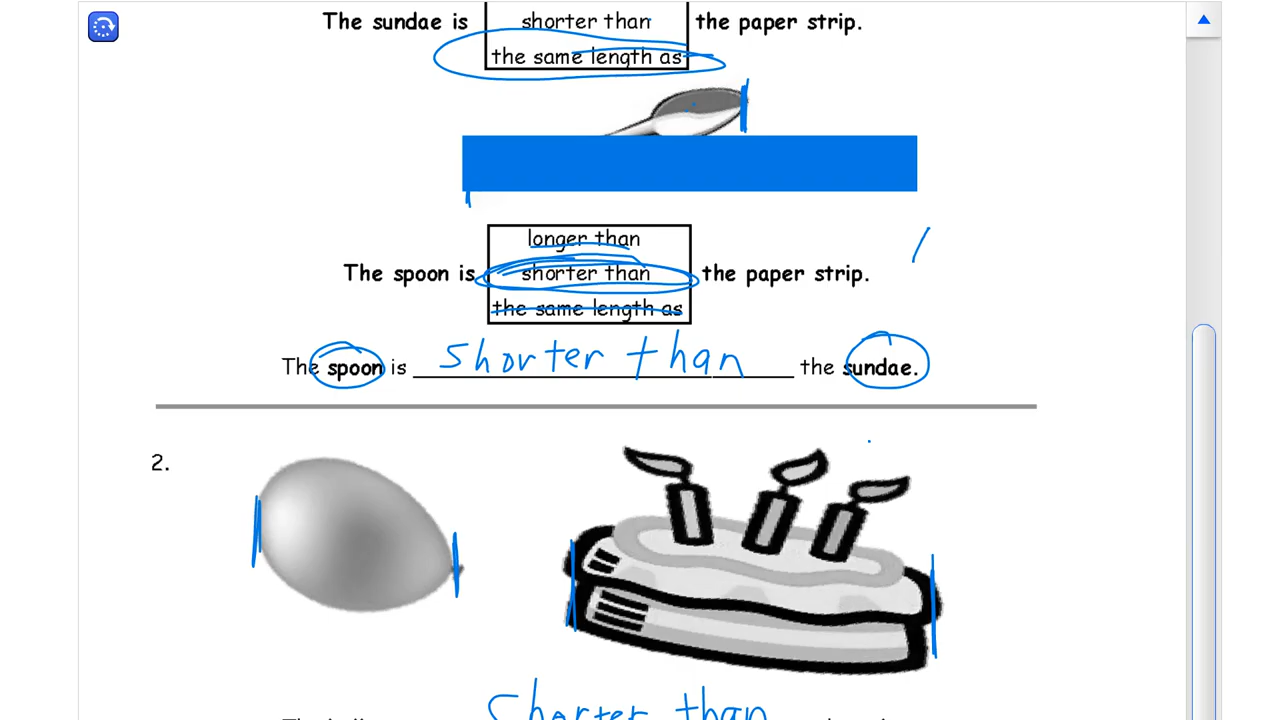 The sundae is shorter than the paper strip.
the same length as
longer than
The spoon is shorter than the paper strip.
the same length as
The spoon is shorter than the sundae.
2.
shorter than